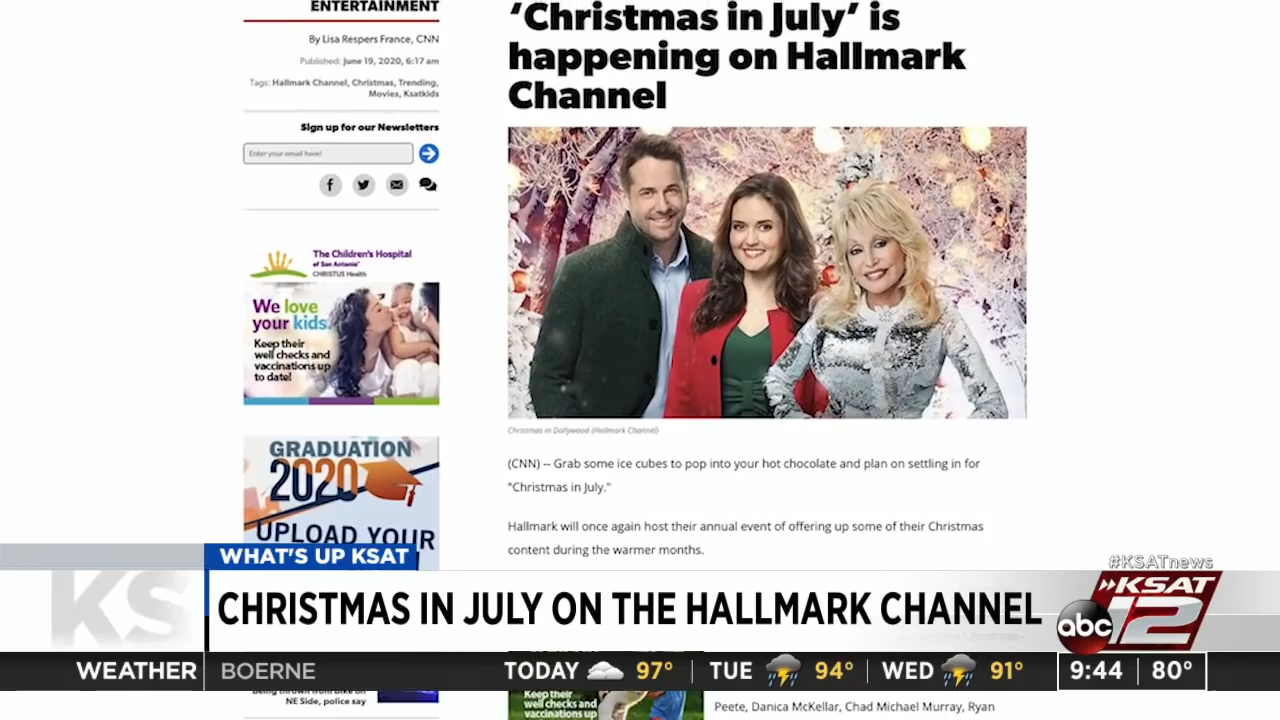 ENTERTAINMENT
By Lisa Respers France, CNN
Published: June 19, 2020, 6:17 am
Tags: Hallmark Channel, Christmas, Trending,
Movies, Ksatkids
Sign up for our Newsletters
Enter your email here!
The Children's Hospital
of San Antonio
CHRISTUS Health
We love
your kids.
Keep their
well checks and
vaccinations up
to date!
GRADUATION
2020
UPLOAD YOUR
'Christmas in July' is
happening on Hallmark
Channel
Christmas in Dollywood (Hallmark Channel)
(CNN) -- Grab some ice cubes to pop into your hot chocolate and plan on settling in for
"Christmas in July."
Hallmark will once again host their annual event of offering up some of their Christmas
content during the warmer months.
WHAT'S UP KSAT
#KSATnews
KS
CHRISTMAS IN JULY ON THE HALLMARK CHANNEL
abc
KSAT
12
WEATHER
BOERNE
TODAY 97° TUE 94° WED 91°
9:44 80°
NE Side, police say
Keep their
well checks and
vaccinations up
Peete, Danica McKellar, Chad Michael Murray, Ryan